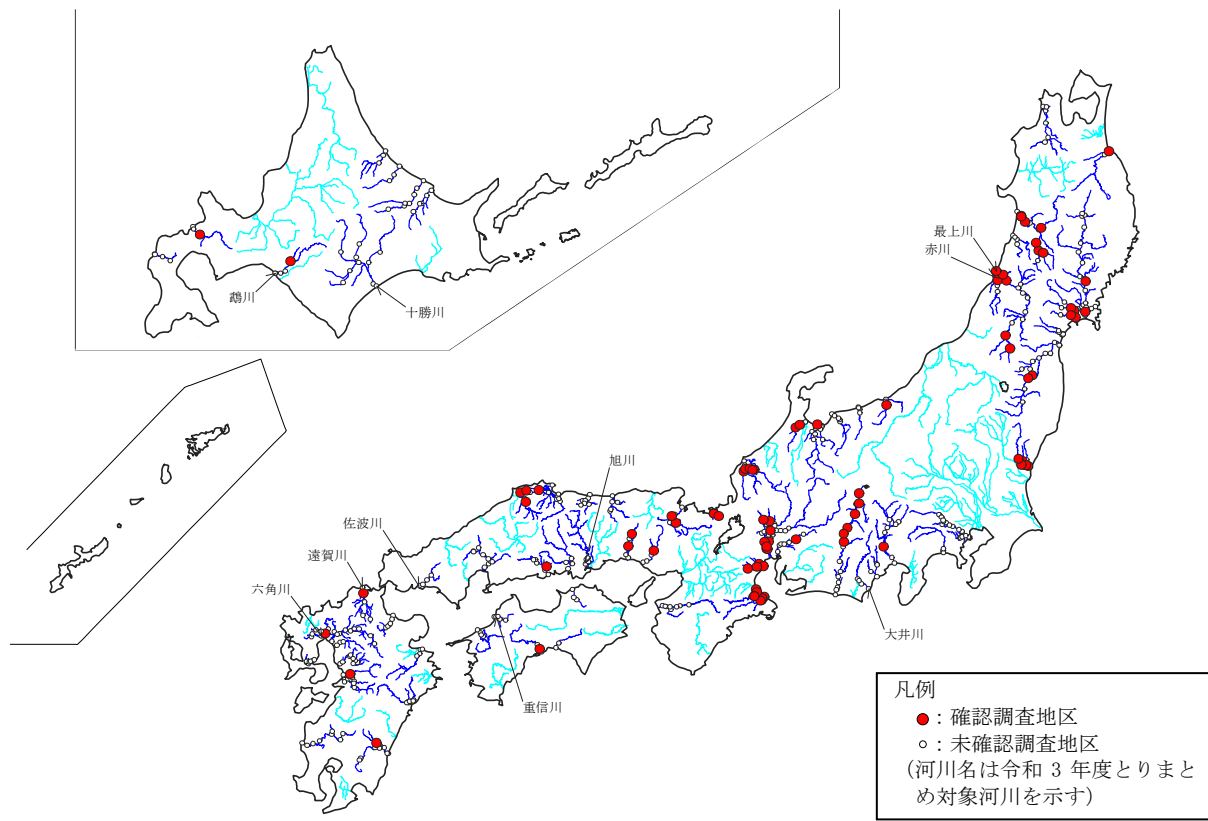 最上川
赤川
鵡川
十勝川
旭川
佐波川
遠賀川
六角川
大井川
重信川
凡例
：確認調査地区
：未確認調査地区
(河川名は令和 3 年度とりまと
め対象河川を示す)